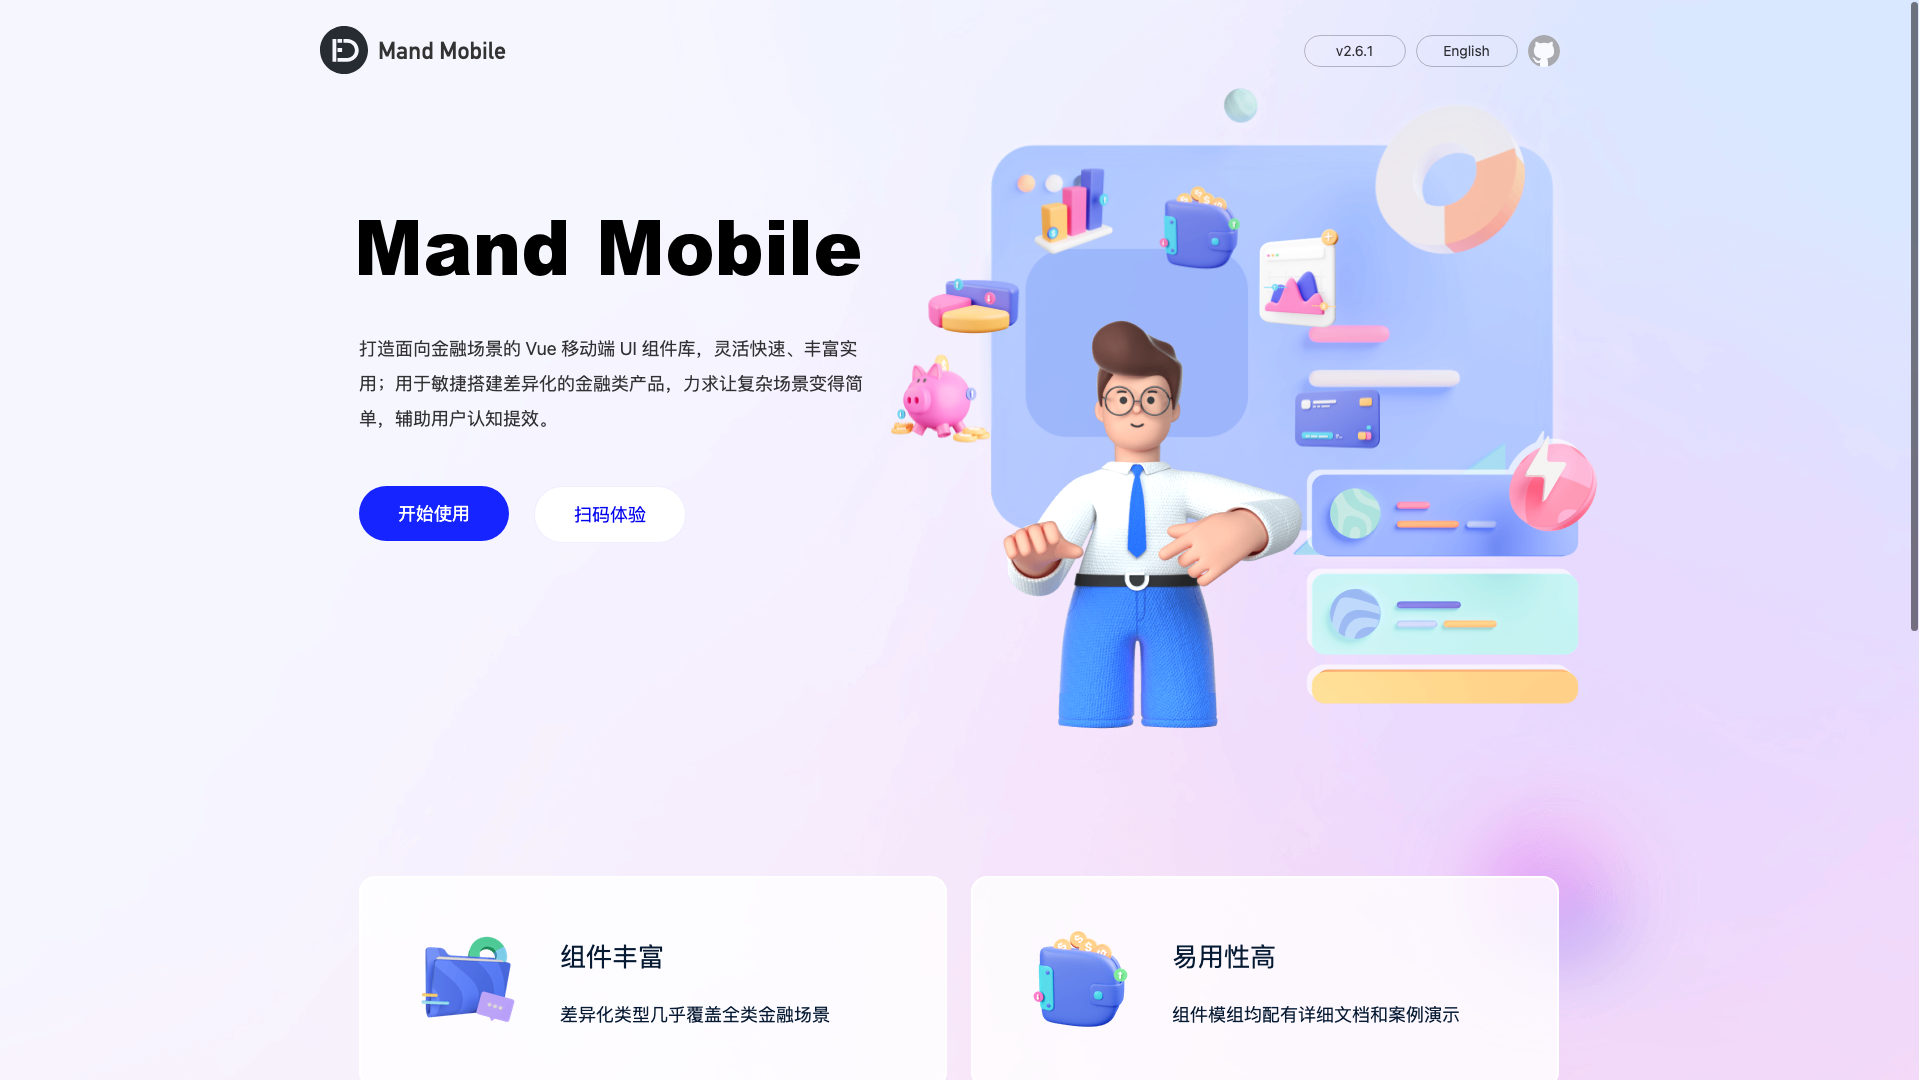 Mand Mobile
v2.6.1
English
Mand Mobile
打造面向金融场景的 Vue 移动端 UI 组件库，灵活快速、丰富实
用；用于敏捷搭建差异化的金融类产品，力求让复杂场景变得简
单，辅助用户认知提效。
开始使用
扫码体验
组件丰富
差异化类型几乎覆盖全类金融场景
易用性高
组件模组均配有详细文档和案例演示